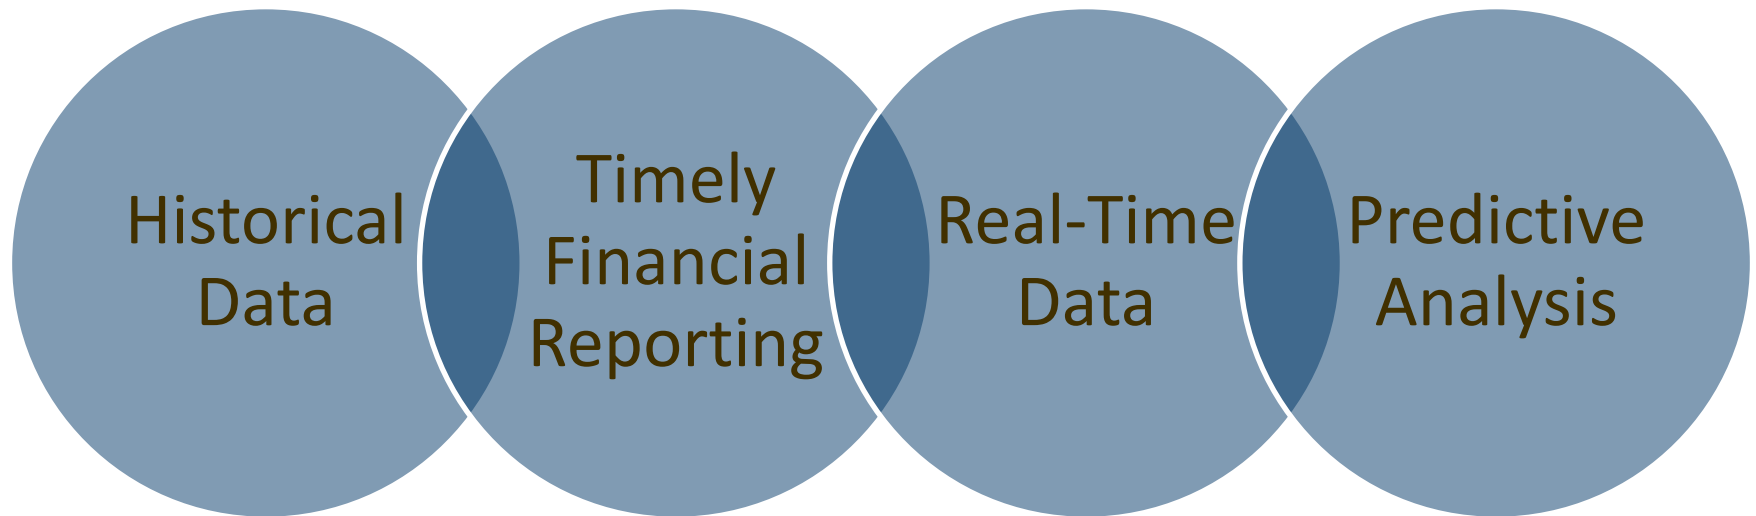 Historical
Data
Timely
Financial
Reporting
Real-Time
Data
Predictive
Analysis